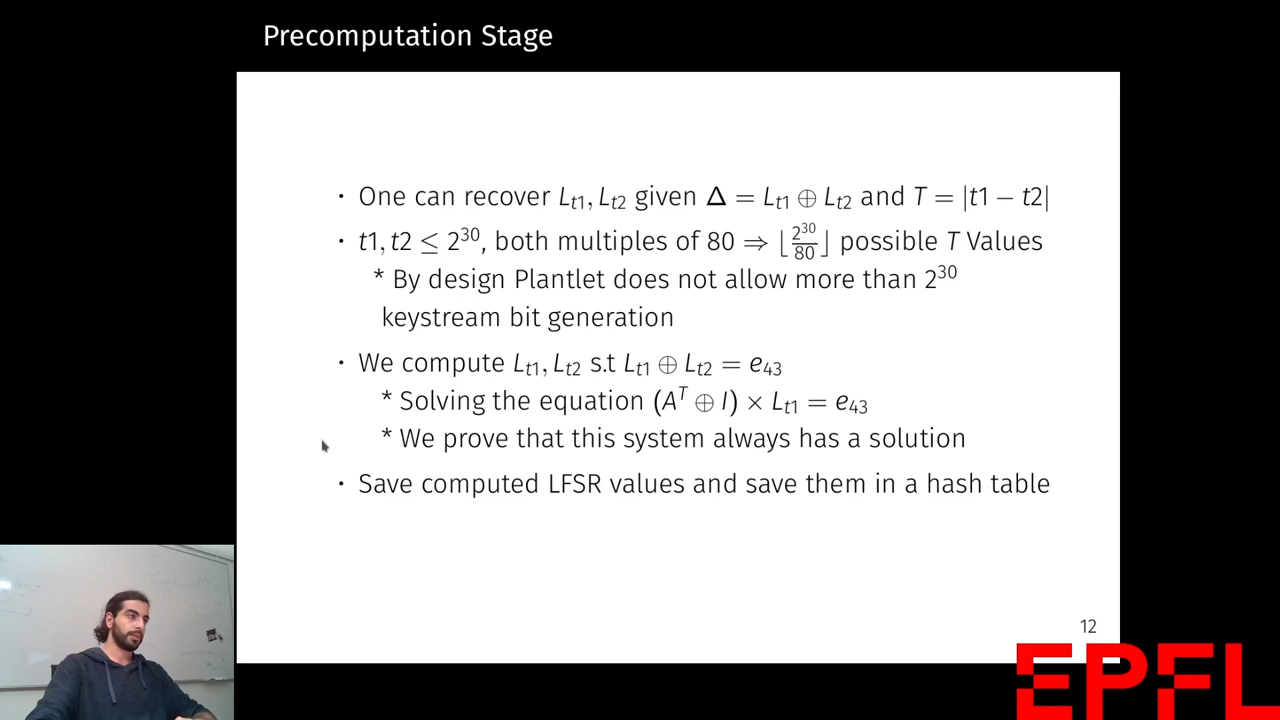 Precomputation Stage
· One can recover L_{t1}, L_{t2} given Δ = L_{t1} ⊕ L_{t2} and T = |t1 − t2|
· t1, t2 ≤ 2^{30}, both multiples of 80 ⇒ ⌊\frac{2^{30}}{80}⌋ possible T Values
* By design Plantlet does not allow more than 2^{30}
keystream bit generation
· We compute L_{t1}, L_{t2} s.t L_{t1} ⊕ L_{t2} = e_{43}
* Solving the equation (A^T ⊕ I) × L_{t1} = e_{43}
* We prove that this system always has a solution
· Save computed LFSR values and save them in a hash table
12
EPFL